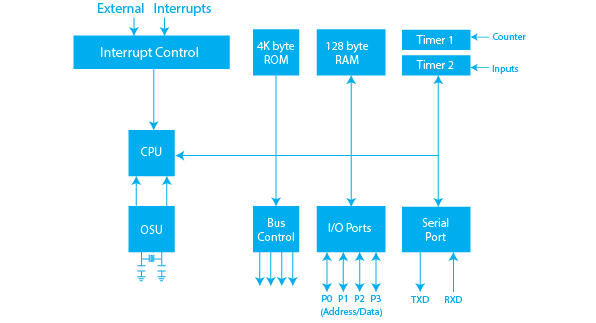 External Interrupts
Interrupt Control
4K byte
ROM
128 byte
RAM
Timer 1
Counter
Timer 2
Inputs
CPU
OSU
Bus
Control
I/O Ports
Serial
Port
P0 P1 P2 P3
(Address/Data)
TXD RXD